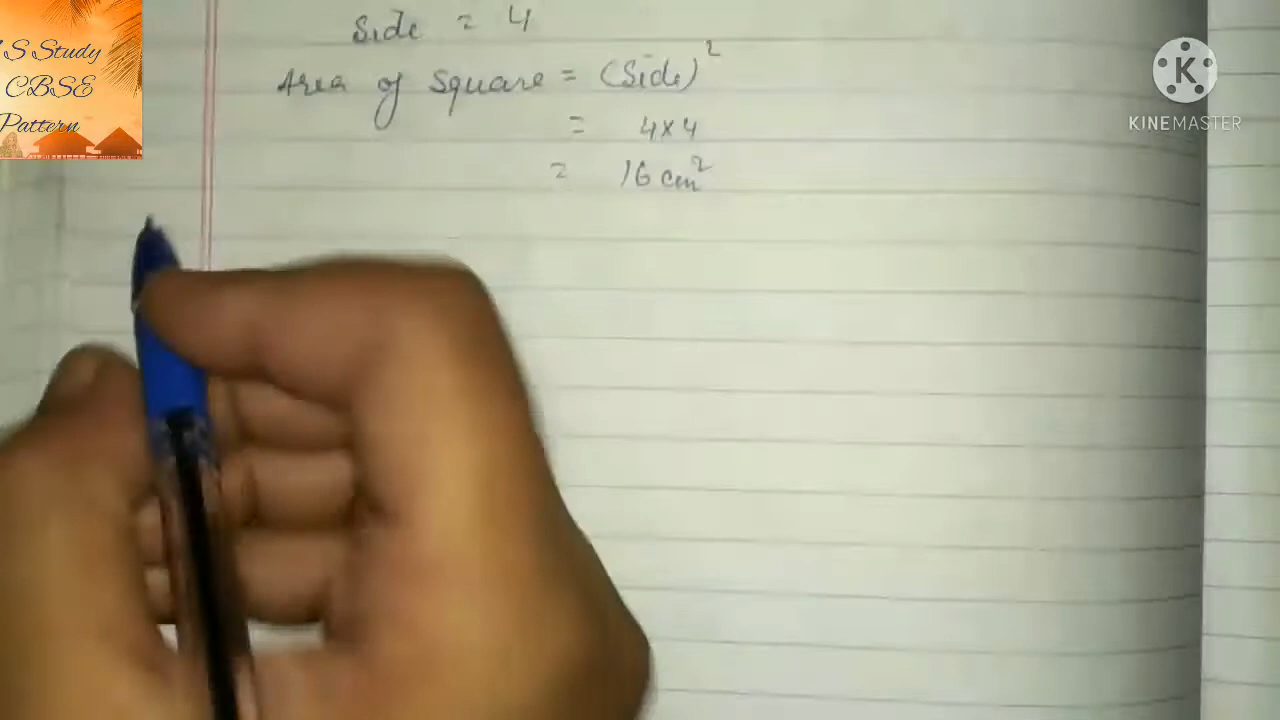 S Study
CBSE
Pattern
Side = 4
Area of square = (Side)²
= 4×4
= 16 cm²
K
KINEMASTER